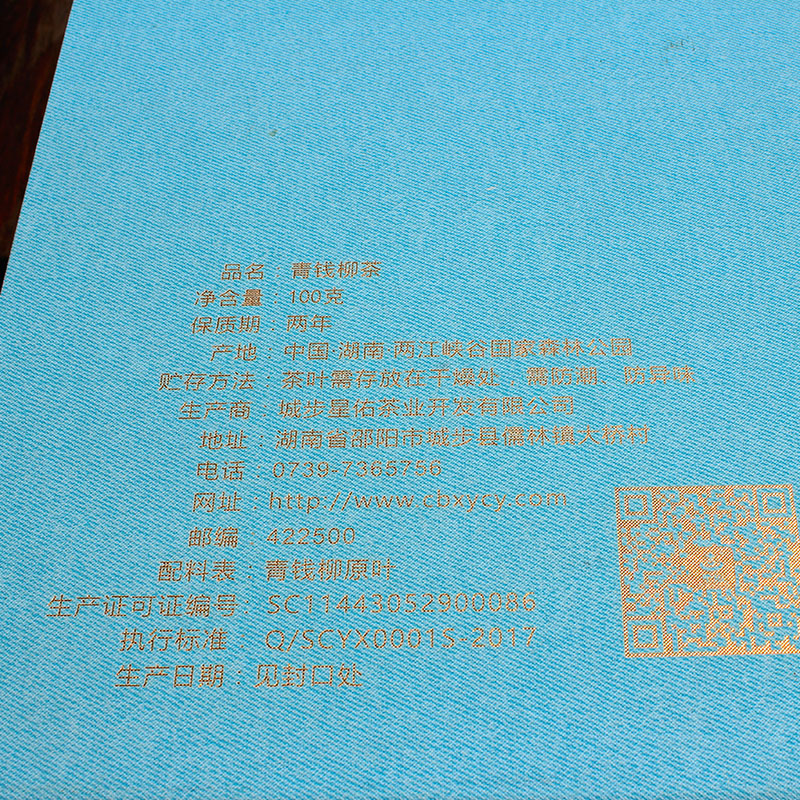 品名：青钱柳茶
净含量：100克
保质期：两年
产地：中国·湖南·两江峡谷国家森林公园
贮存方法：茶叶需存放在干燥处，需防潮、防异味
生产商：城步星佑茶业开发有限公司
地址：湖南省邵阳市城步县儒林镇大桥村
电话：0739-7365756
网址：http://www.cbxycy.com
邮编：422500
配料表：青钱柳原叶
生产证可证编号：SC11443052900086
执行标准：Q/SCYX0001S-2017
生产日期：见封口处